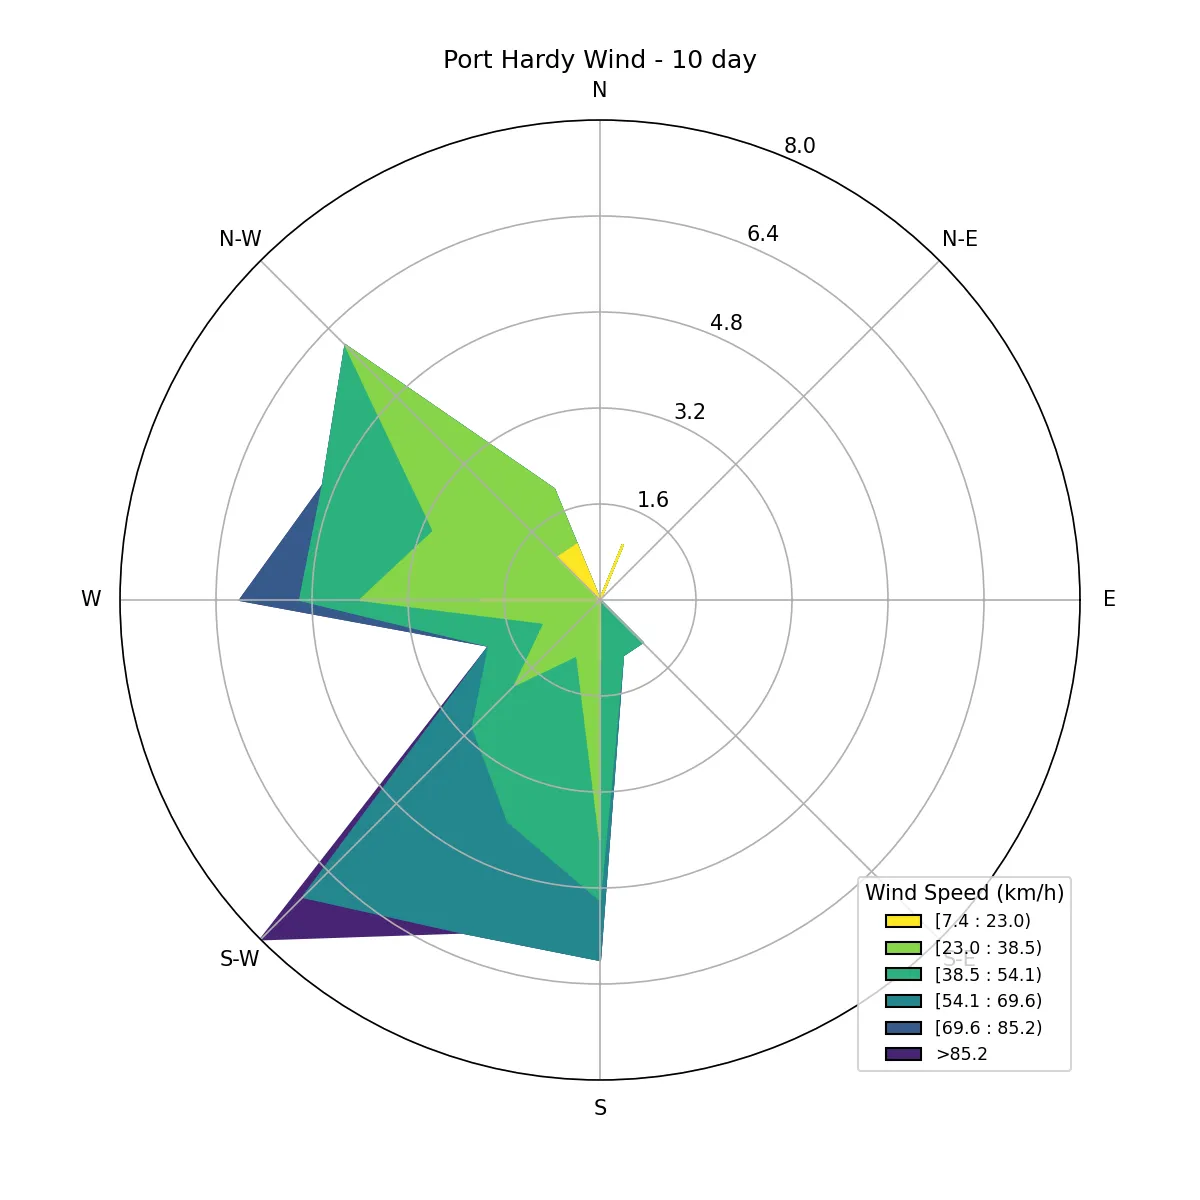 Port Hardy Wind - 10 day
N
8.0
N-W
6.4
N-E
4.8
3.2
1.6
W
E
S-W
S-E
S
Wind Speed (km/h)
[7.4 : 23.0)
[23.0 : 38.5)
[38.5 : 54.1)
[54.1 : 69.6)
[69.6 : 85.2)
>85.2